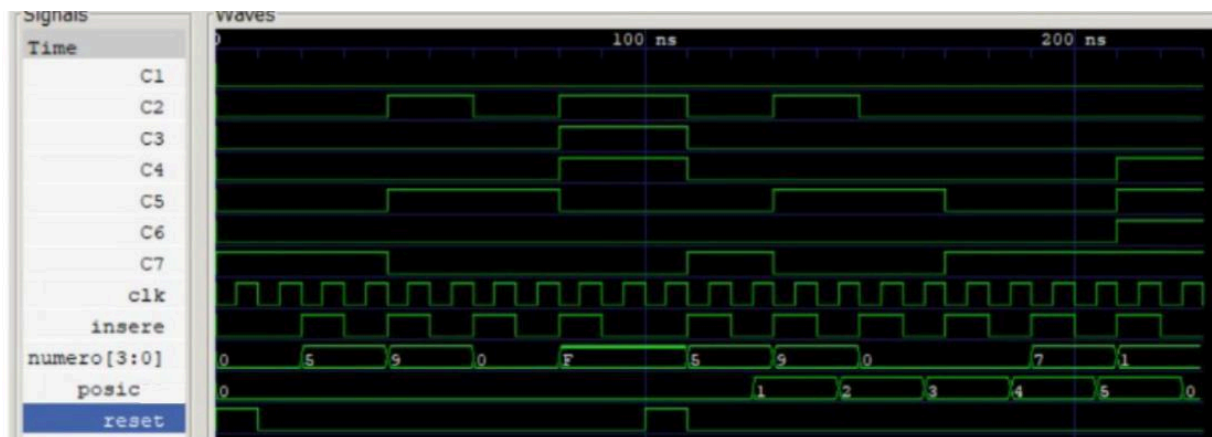 Signals
Waves
Time
100 ns
200 ns
C1
C2
C3
C4
C5
C6
C7
clk
insere
numero[3:0]
0 5 9 0 F 5 9 0 7 1
posic
0 1 2 3 4 5 0
reset